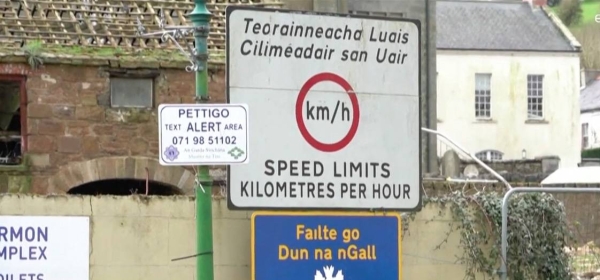 Teorainneacha Luais
Ciliméadair san Uair
km/h
SPEED LIMITS
KILOMETRES PER HOUR
PETTIGO
TEXT ALERT AREA
071 98 51102
Failte go
Dun na nGall
RMON
MPLEX
OILETS
e